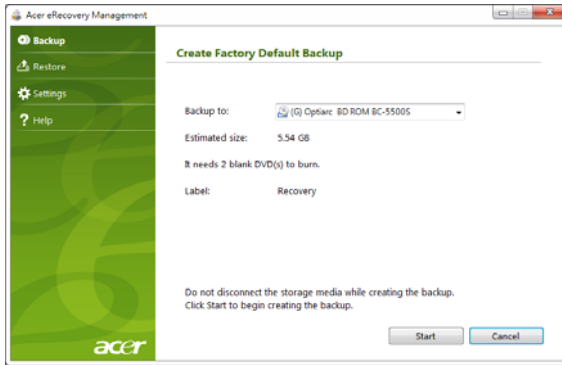 Acer eRecovery Management
Backup
Restore
Settings
Help
Create Factory Default Backup
Backup to: (G) Optiarc BD ROM BC-5500S
Estimated size: 5.54 GB
It needs 2 blank DVD(s) to burn.
Label: Recovery
Do not disconnect the storage media while creating the backup.
Click Start to begin creating the backup.
Start Cancel
acer